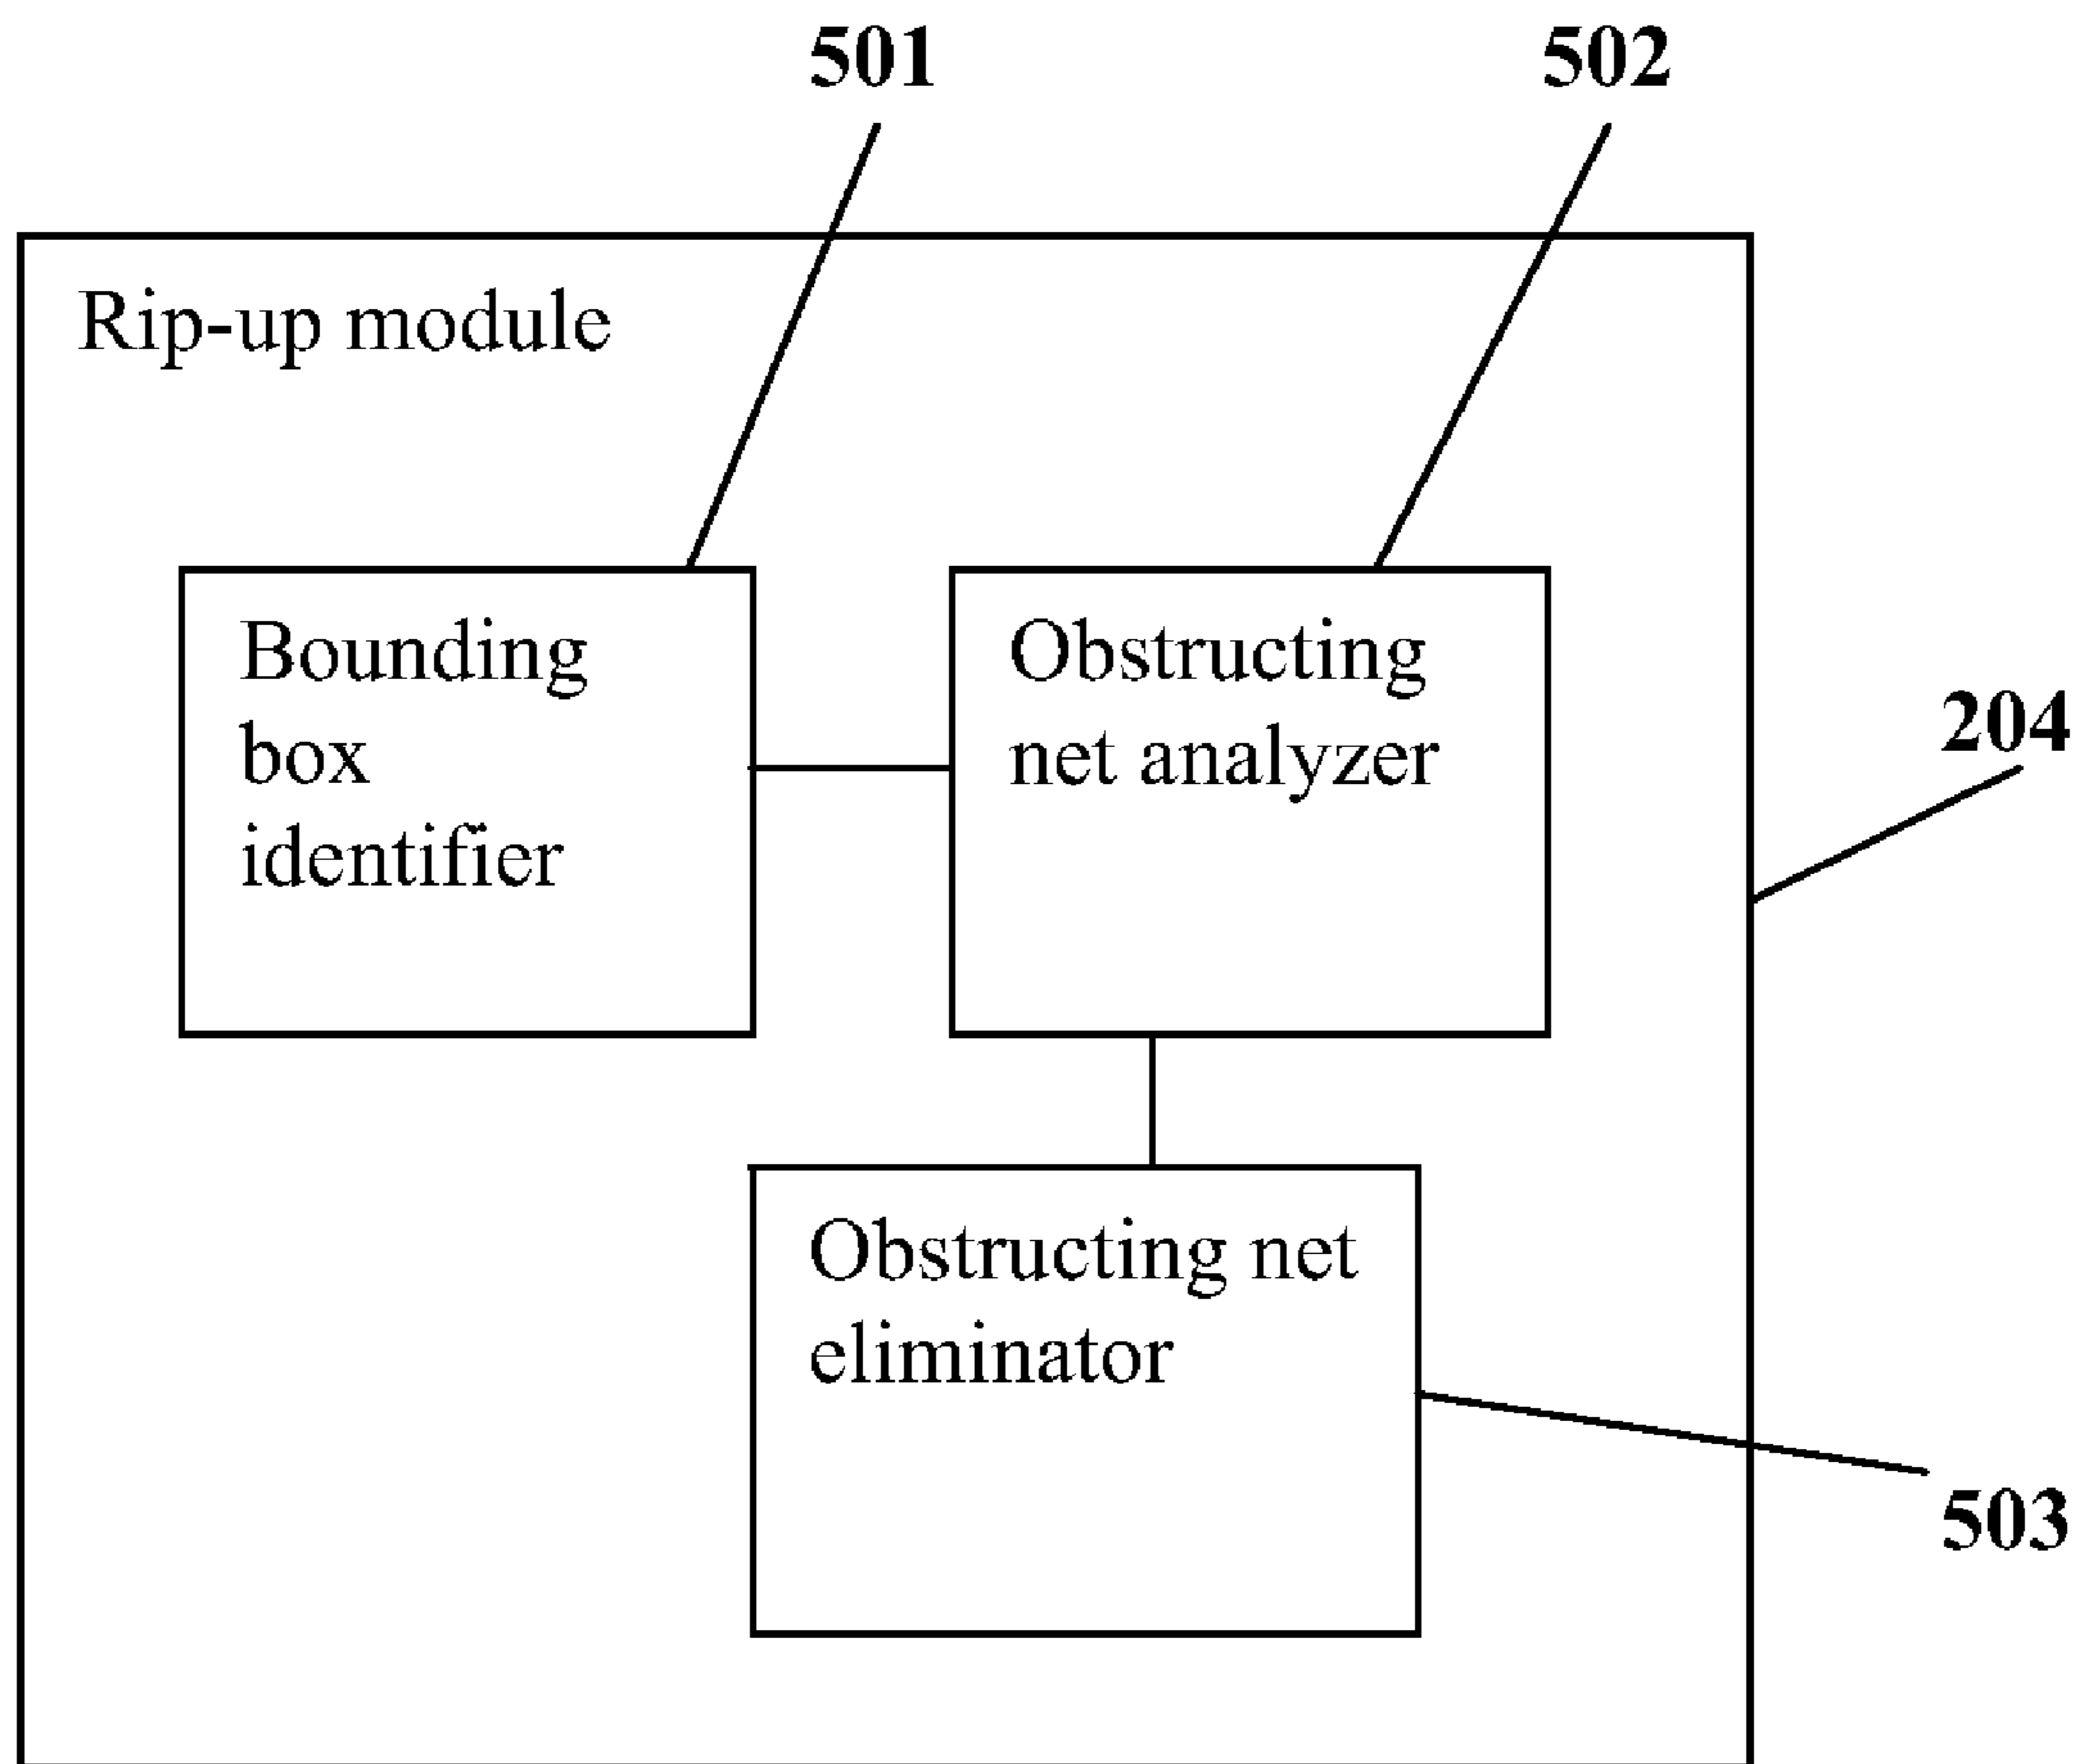 501
502
Rip-up module
Bounding
box
identifier
Obstructing
net analyzer
204
Obstructing net
eliminator
503